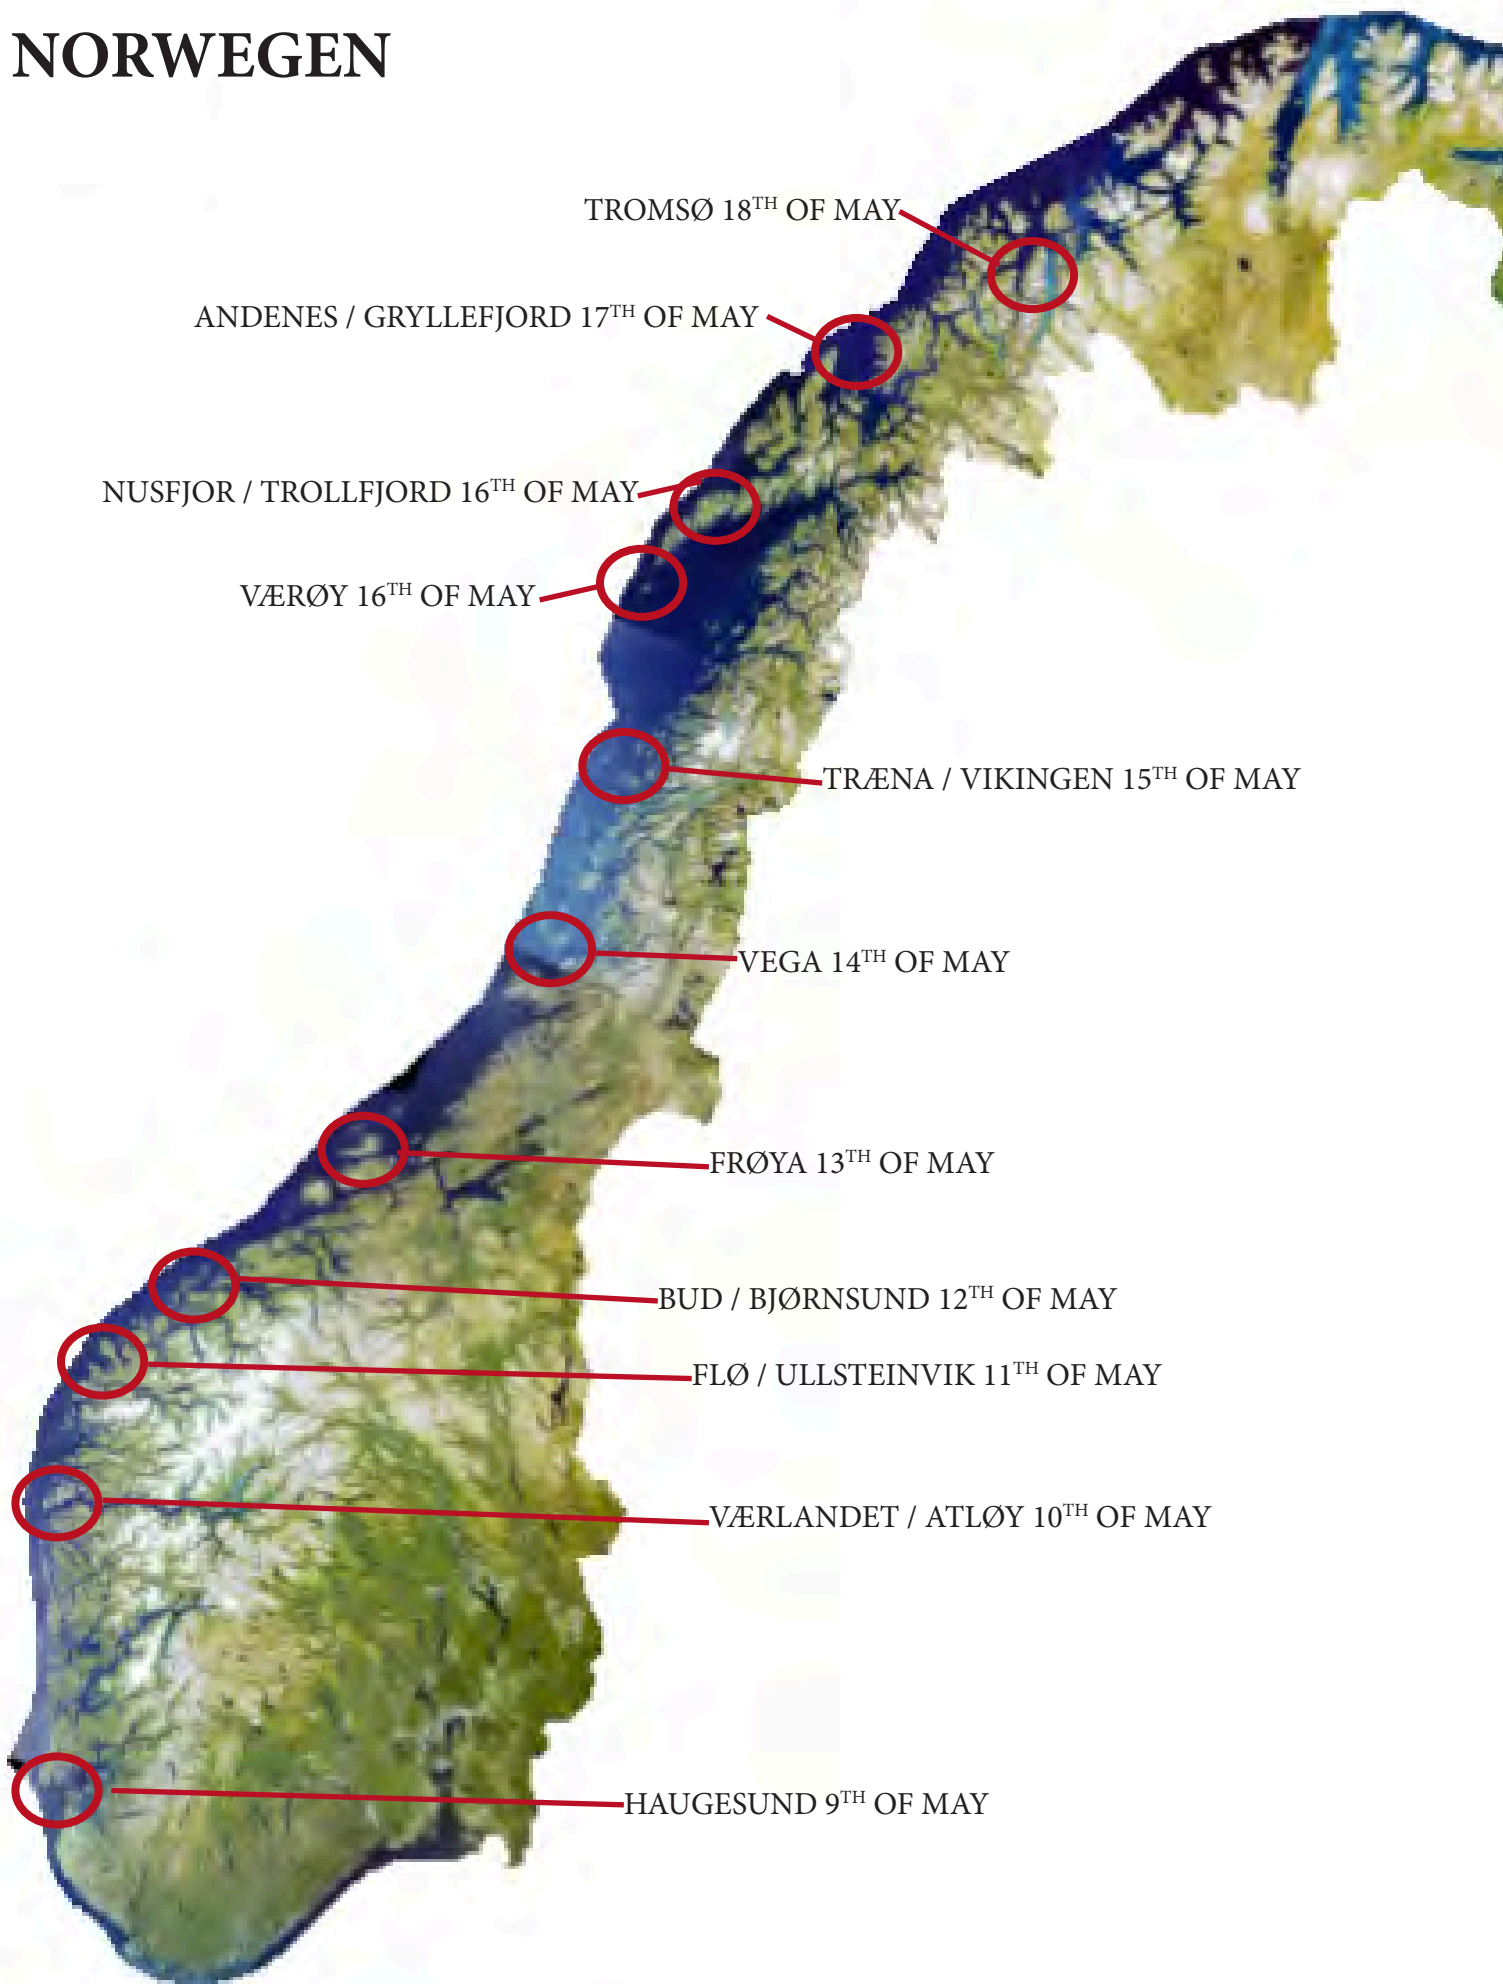 NORWEGEN
TROMSØ 18TH OF MAY
ANDENES / GRYLLEFJORD 17TH OF MAY
NUSFJOR / TROLLFJORD 16TH OF MAY
VÆRØY 16TH OF MAY
TRÆNA / VIKINGEN 15TH OF MAY
VEGA 14TH OF MAY
FRØYA 13TH OF MAY
BUD / BJØRNSUND 12TH OF MAY
FLØ / ULLSTEINVIK 11TH OF MAY
VÆRLANDET / ATLØY 10TH OF MAY
HAUGESUND 9TH OF MAY